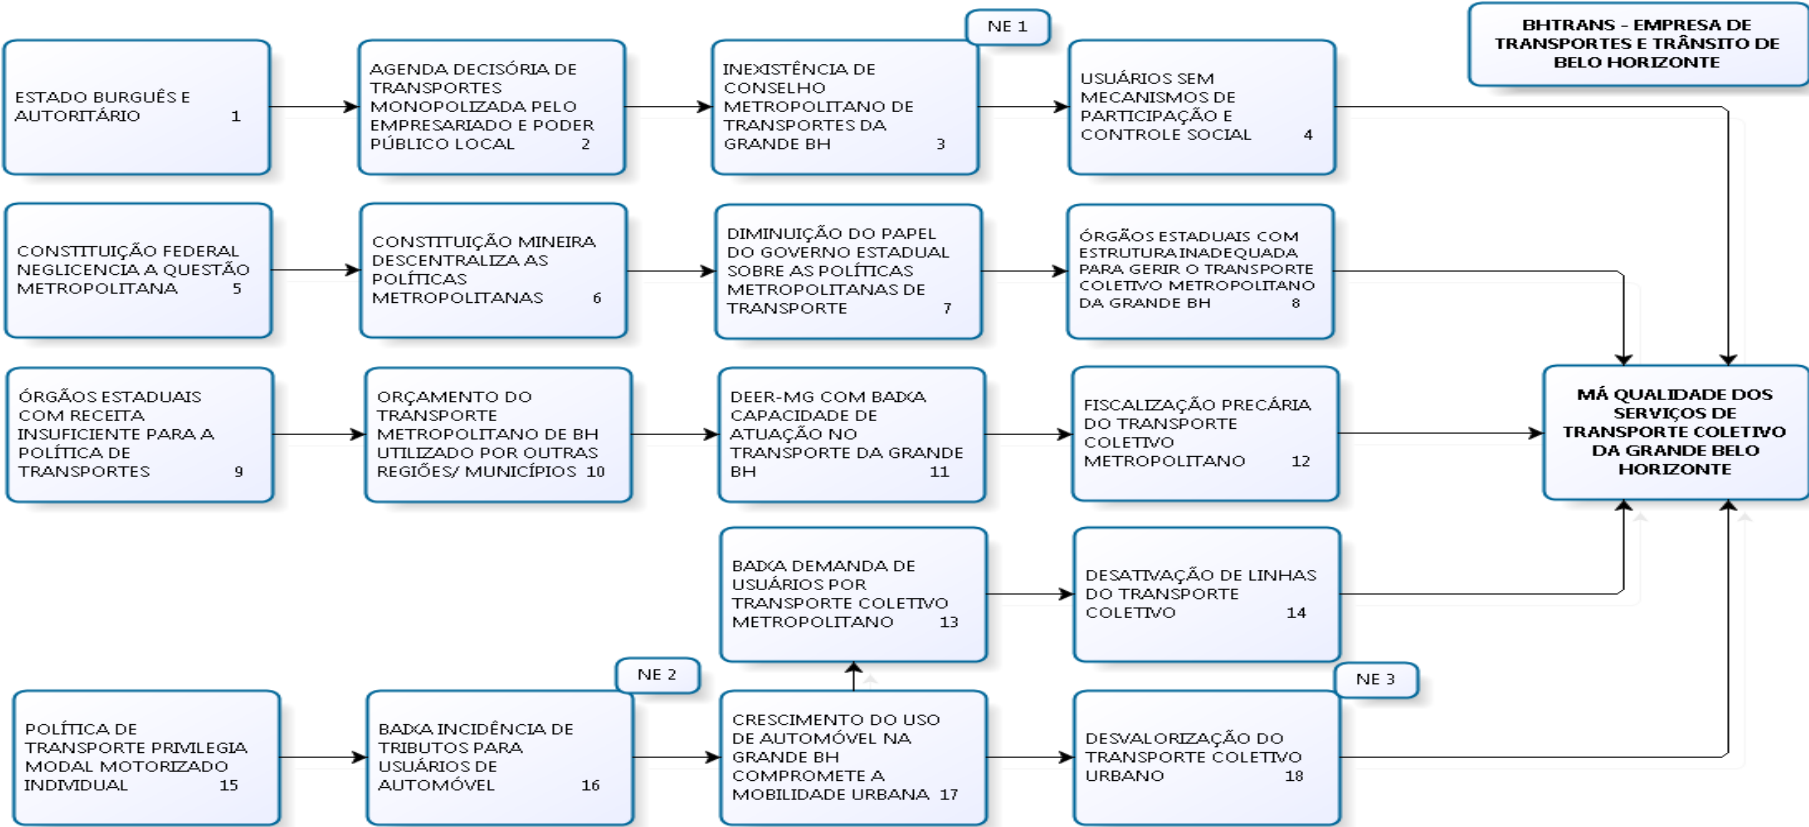 NE 1
BHTRANS - EMPRESA DE
TRANSPORTES E TRÂNSITO DE
BELO HORIZONTE
ESTADO BURGUÊS E
AUTORITÁRIO 1
AGENDA DECISÓRIA DE
TRANSPORTES
MONOPOLIZADA PELO
EMPRESARIADO E PODER
PÚBLICO LOCAL 2
INEXISTÊNCIA DE
CONSELHO
METROPOLITANO DE
TRANSPORTES DA
GRANDE BH 3
USUÁRIOS SEM
MECANISMOS DE
PARTICIPAÇÃO E
CONTROLE SOCIAL 4
CONSTITUIÇÃO FEDERAL
NEGLICENCIA A QUESTÃO
METROPOLITANA 5
CONSTITUIÇÃO MINEIRA
DESCENTRALIZA AS
POLÍTICAS
METROPOLITANAS 6
DIMINUIÇÃO DO PAPEL
DO GOVERNO ESTADUAL
SOBRE AS POLÍTICAS
METROPOLITANAS DE
TRANSPORTE 7
ÓRGÃOS ESTADUAIS COM
ESTRUTURA INADEQUADA
PARA GERIR O TRANSPORTE
COLETIVO METROPOLITANO
DA GRANDE BH 8
ÓRGÃOS ESTADUAIS
COM RECEITA
INSUFICIENTE PARA A
POLÍTICA DE
TRANSPORTES 9
ORÇAMENTO DO
TRANSPORTE
METROPOLITANO DE BH
UTILIZADO POR OUTRAS
REGIÕES/ MUNICÍPIOS 10
DEER-MG COM BAIXA
CAPACIDADE DE
ATUAÇÃO NO
TRANSPORTE DA GRANDE
BH 11
FISCALIZAÇÃO PRECÁRIA
DO TRANSPORTE
COLETIVO
METROPOLITANO 12
MÁ QUALIDADE DOS
SERVIÇOS DE
TRANSPORTE COLETIVO
DA GRANDE BELO
HORIZONTE
BAIXA DEMANDA DE
USUÁRIOS POR
TRANSPORTE COLETIVO
METROPOLITANO 13
DESATIVAÇÃO DE LINHAS
DO TRANSPORTE
COLETIVO 14
NE 2
NE 3
POLÍTICA DE
TRANSPORTE PRIVILEGIA
MODAL MOTORIZADO
INDIVIDUAL 15
BAIXA INCIDÊNCIA DE
TRIBUTOS PARA
USUÁRIOS DE
AUTOMÓVEL 16
CRESCIMENTO DO USO
DE AUTOMÓVEL NA
GRANDE BH
COMPROMETE A
MOBILIDADE URBANA 17
DESVALORIZAÇÃO DO
TRANSPORTE COLETIVO
URBANO 18